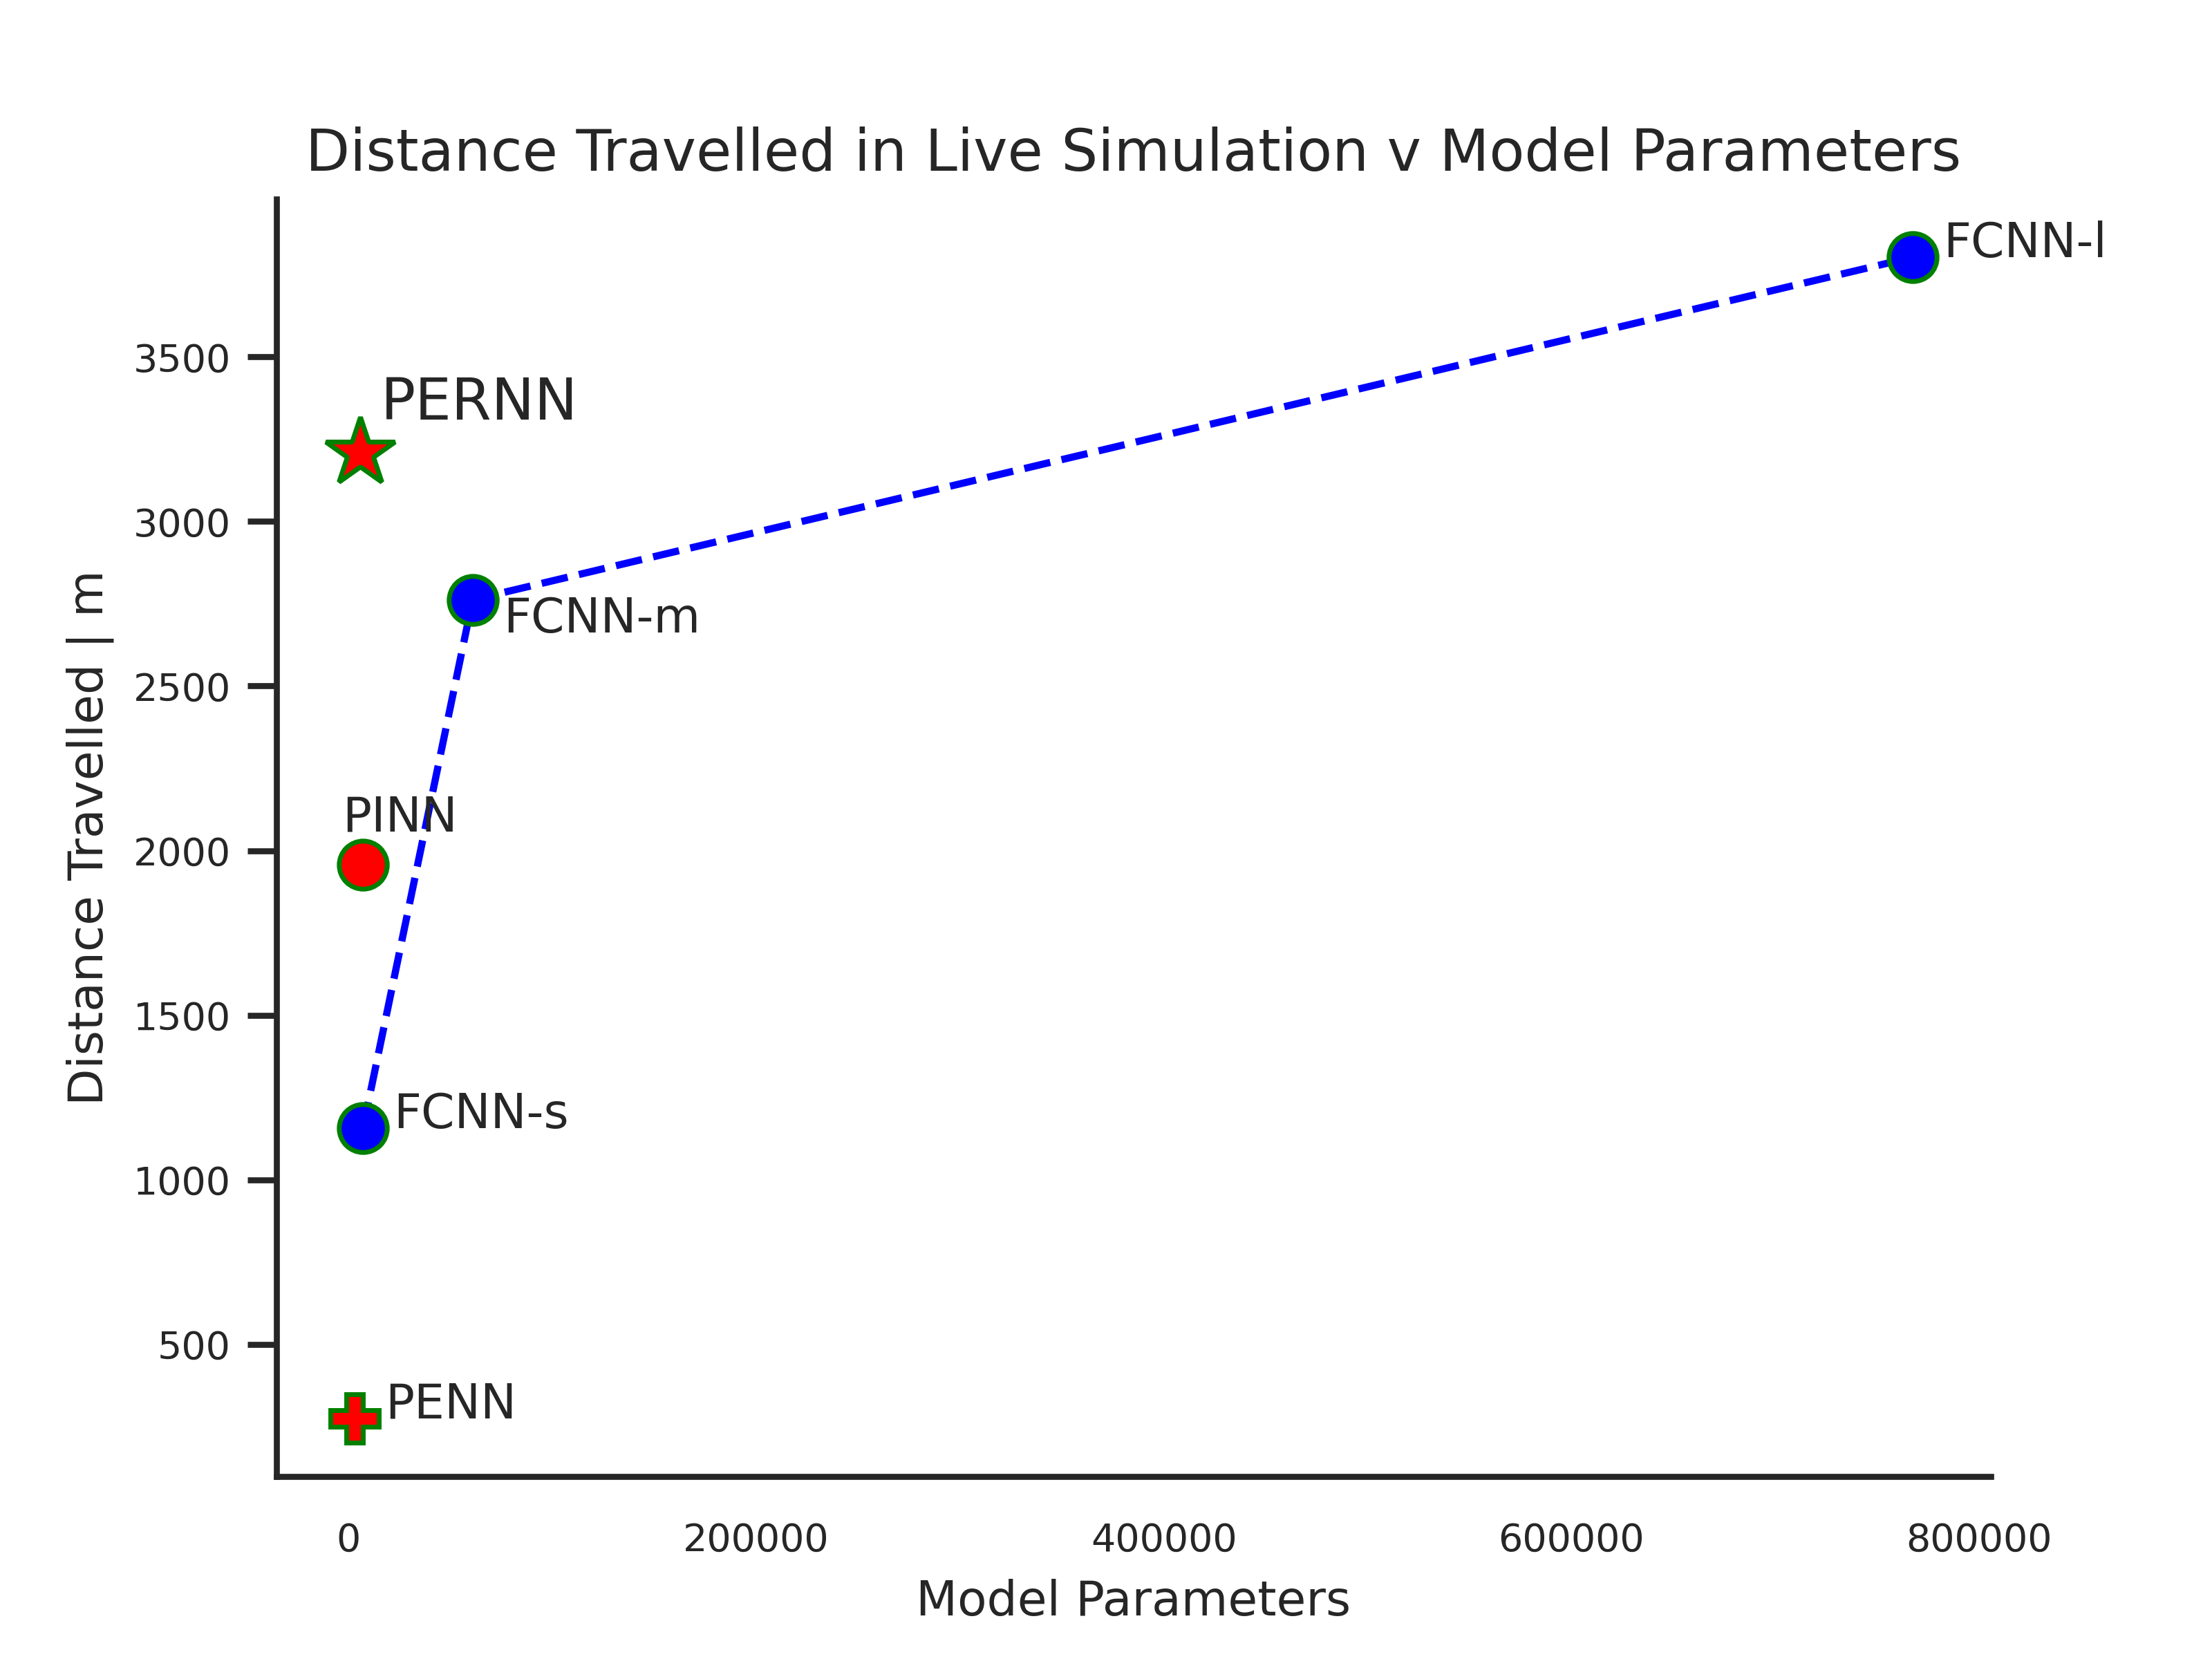 Distance Travelled in Live Simulation v Model Parameters
FCNN-l
3500
PERNN
3000
FCNN-m
2500
Distance Travelled | m
PINN
2000
1500
FCNN-s
1000
500
PENN
0 200000 400000 600000 800000
Model Parameters